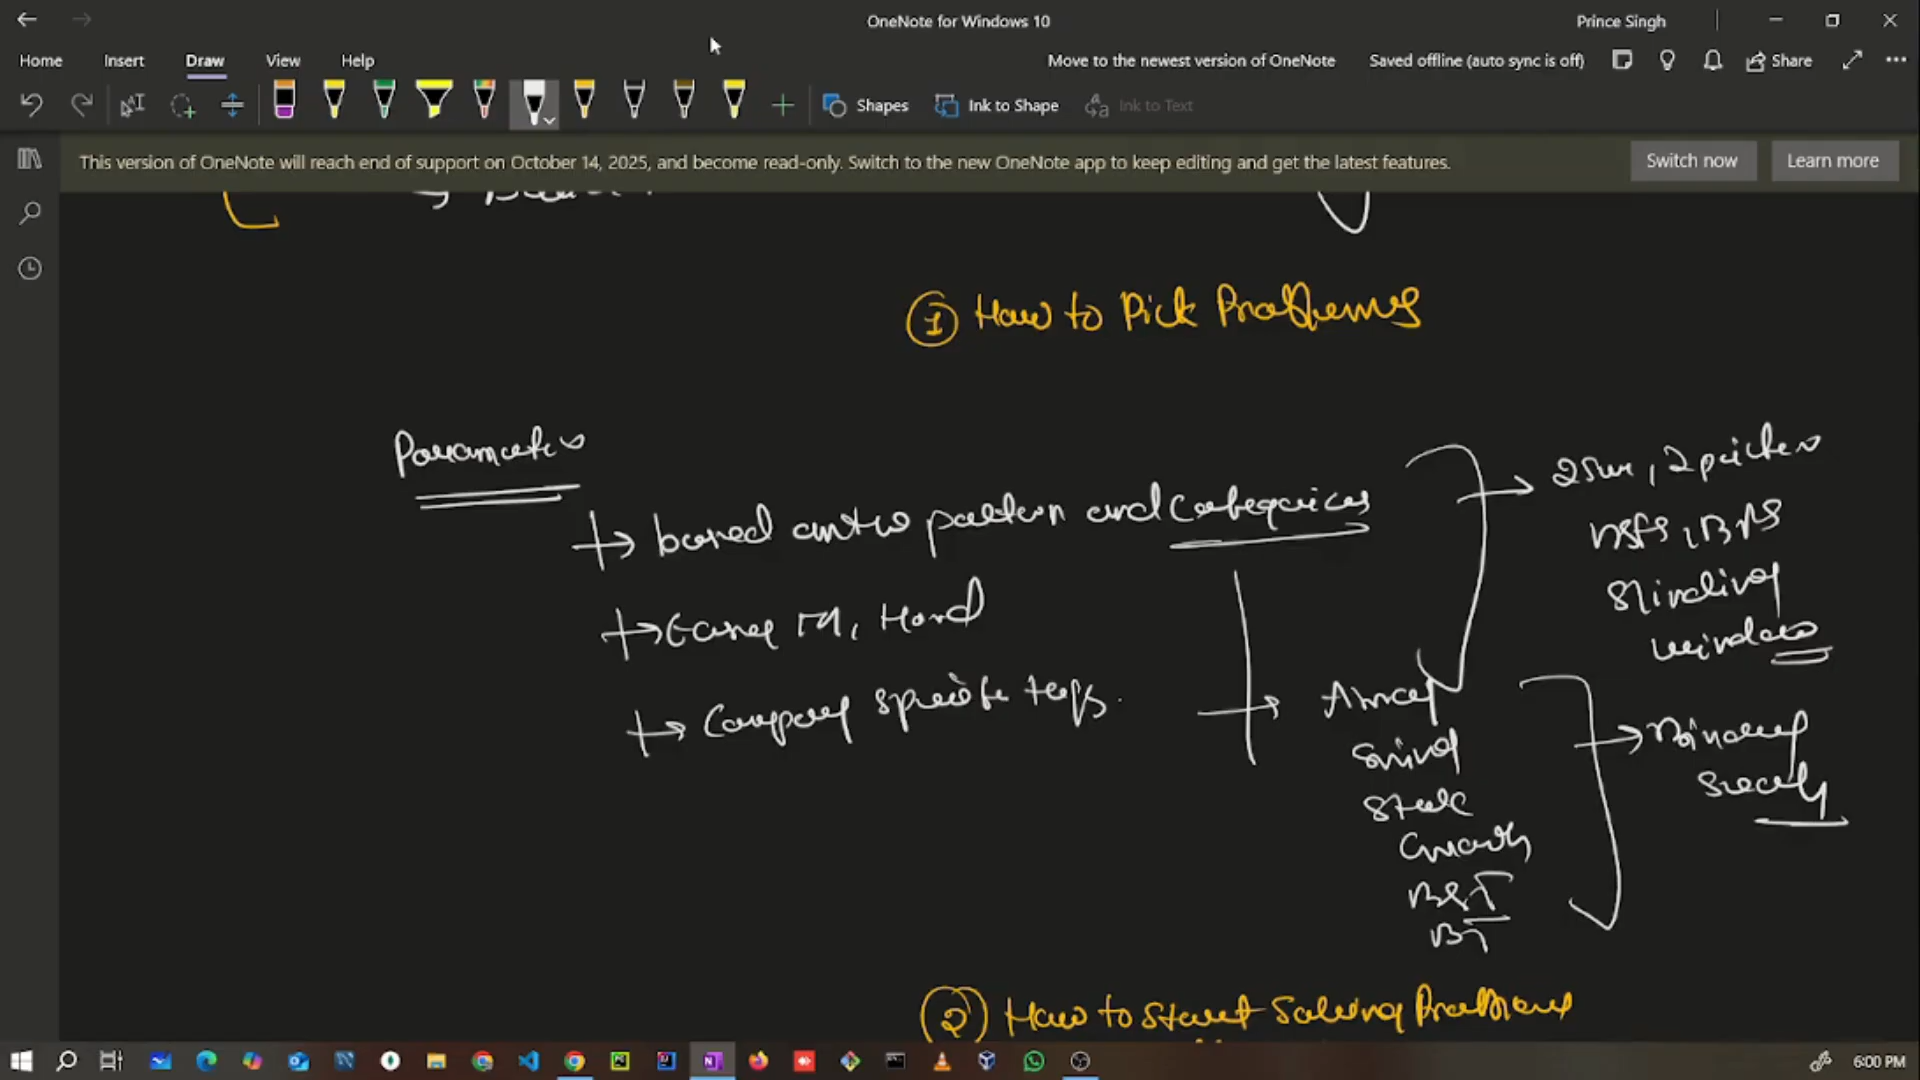 OneNote for Windows 10
Prince Singh
Home
Insert
Draw
View
Help
Move to the newest version of OneNote
Saved offline (auto sync is off)
Share
Shapes
Ink to Shape
Ink to Text
This version of OneNote will reach end of support on October 14, 2025, and become read-only. Switch to the new OneNote app to keep editing and get the latest features.
Switch now
Learn more
1 How to Pick Problems
Parameters
based on the pattern and Categories
Easy M, Hard
Company specific tags.
2 Sum, 2 pointers
DSFS, BFS
Sliding
window
Array
String
Stack
Graph
BST
BT
Binary
Search
2 How to Start Solving Problems
6:00 PM